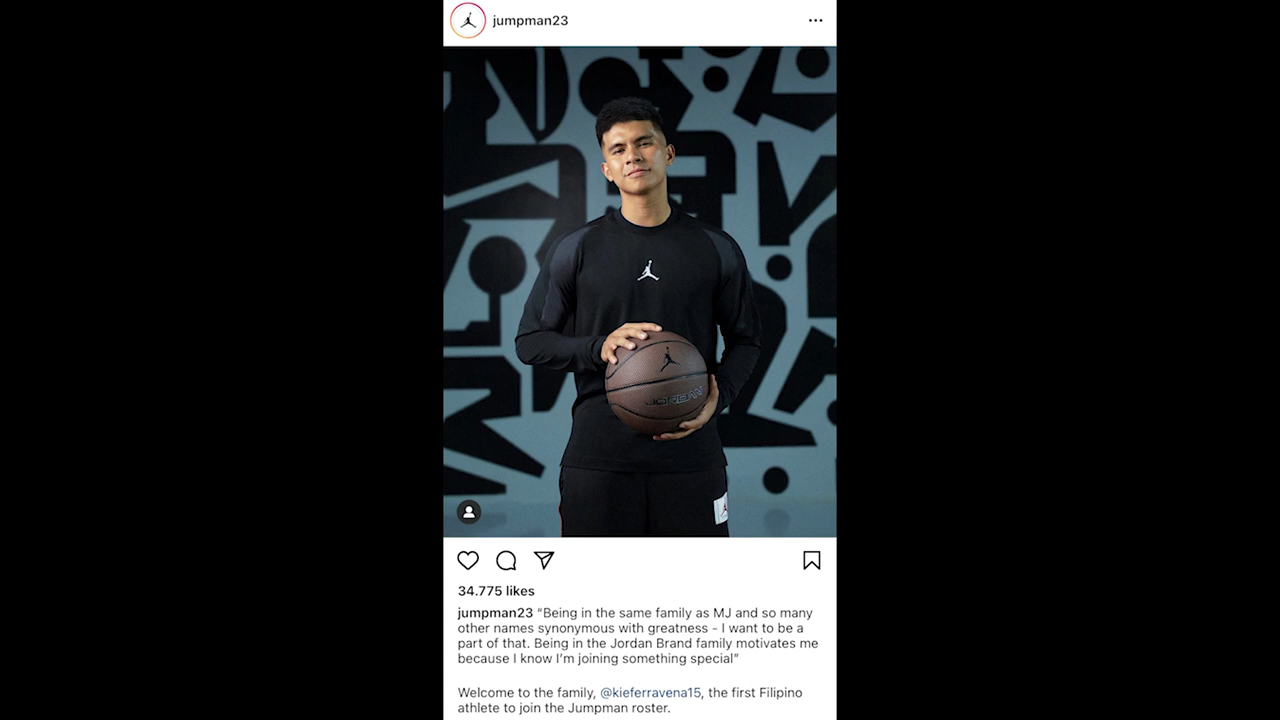 jumpman23
JORDAN
34.775 likes
jumpman23 “Being in the same family as MJ and so many
other names synonymous with greatness - I want to be a
part of that. Being in the Jordan Brand family motivates me
because I know I’m joining something special”
Welcome to the family, @kieferravena15, the first Filipino
athlete to join the Jumpman roster.